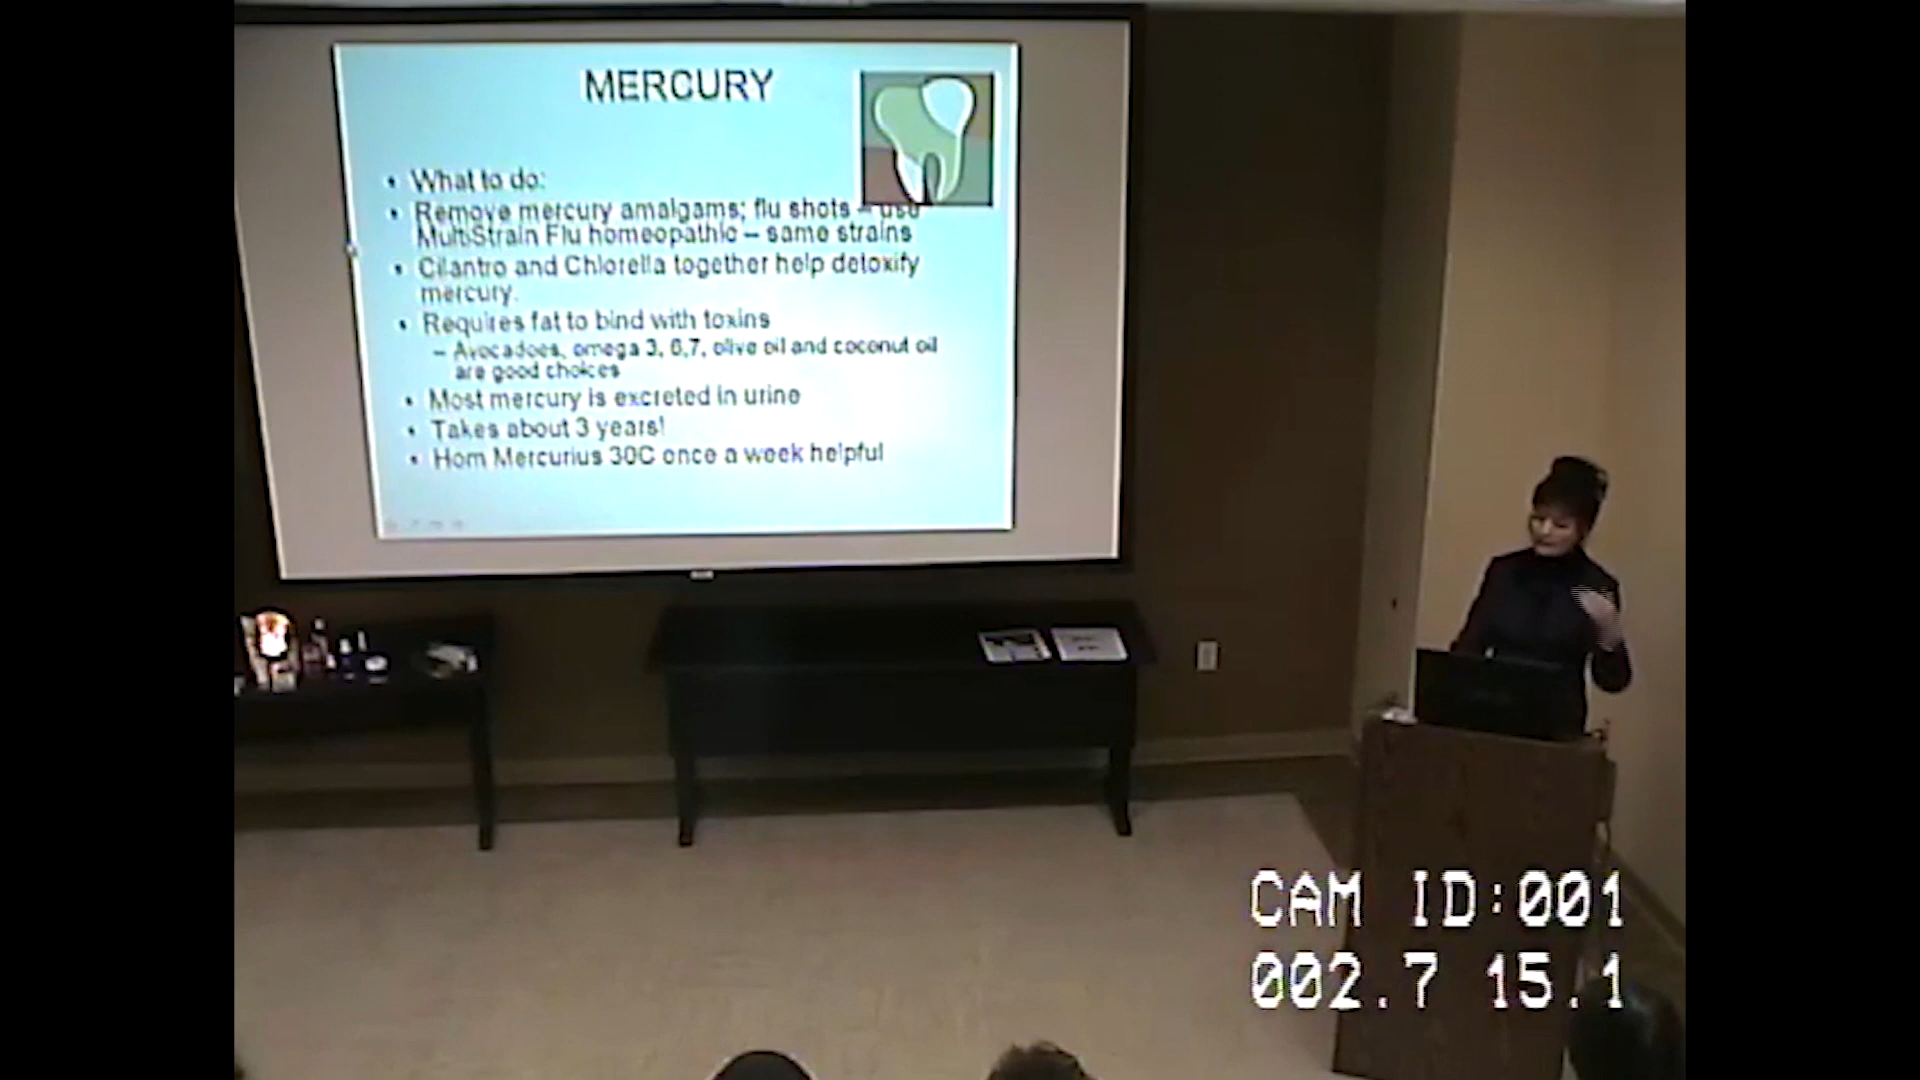 MERCURY
• What to do:
• Remove mercury amalgams; flu shots – use
MultiStrain Flu homeopathic – same strains
• Cilantro and Chlorella together help detoxify
mercury.
• Requires fat to bind with toxins
– Avocadoes, omega 3, 6,7, olive oil and coconut oil
are good choices
• Most mercury is excreted in urine
• Takes about 3 years!
• Hom Mercurius 30C once a week helpful
CAM ID:001
002.7 15.1